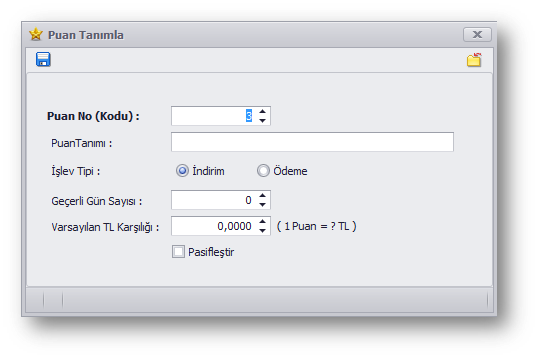 Puan Tanımla
Puan No (Kodu) : 3
PuanTanımı :
İşlev Tipi : İndirim Ödeme
Geçerli Gün Sayısı : 0
Varsayılan TL Karşılığı : 0,0000 ( 1 Puan = ? TL )
Pasifleştir